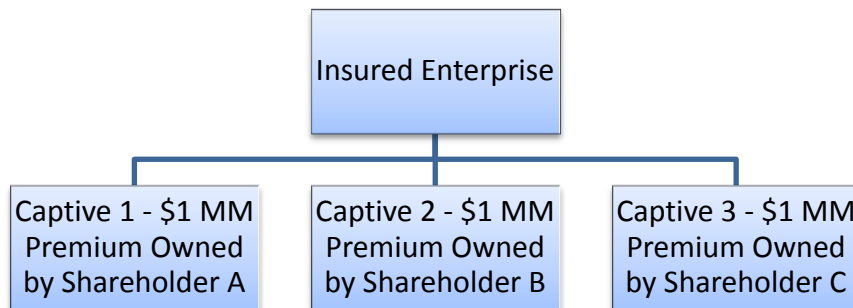 Insured Enterprise
Captive 1 - $1 MM
Premium Owned
by Shareholder A
Captive 2 - $1 MM
Premium Owned
by Shareholder B
Captive 3 - $1 MM
Premium Owned
by Shareholder C